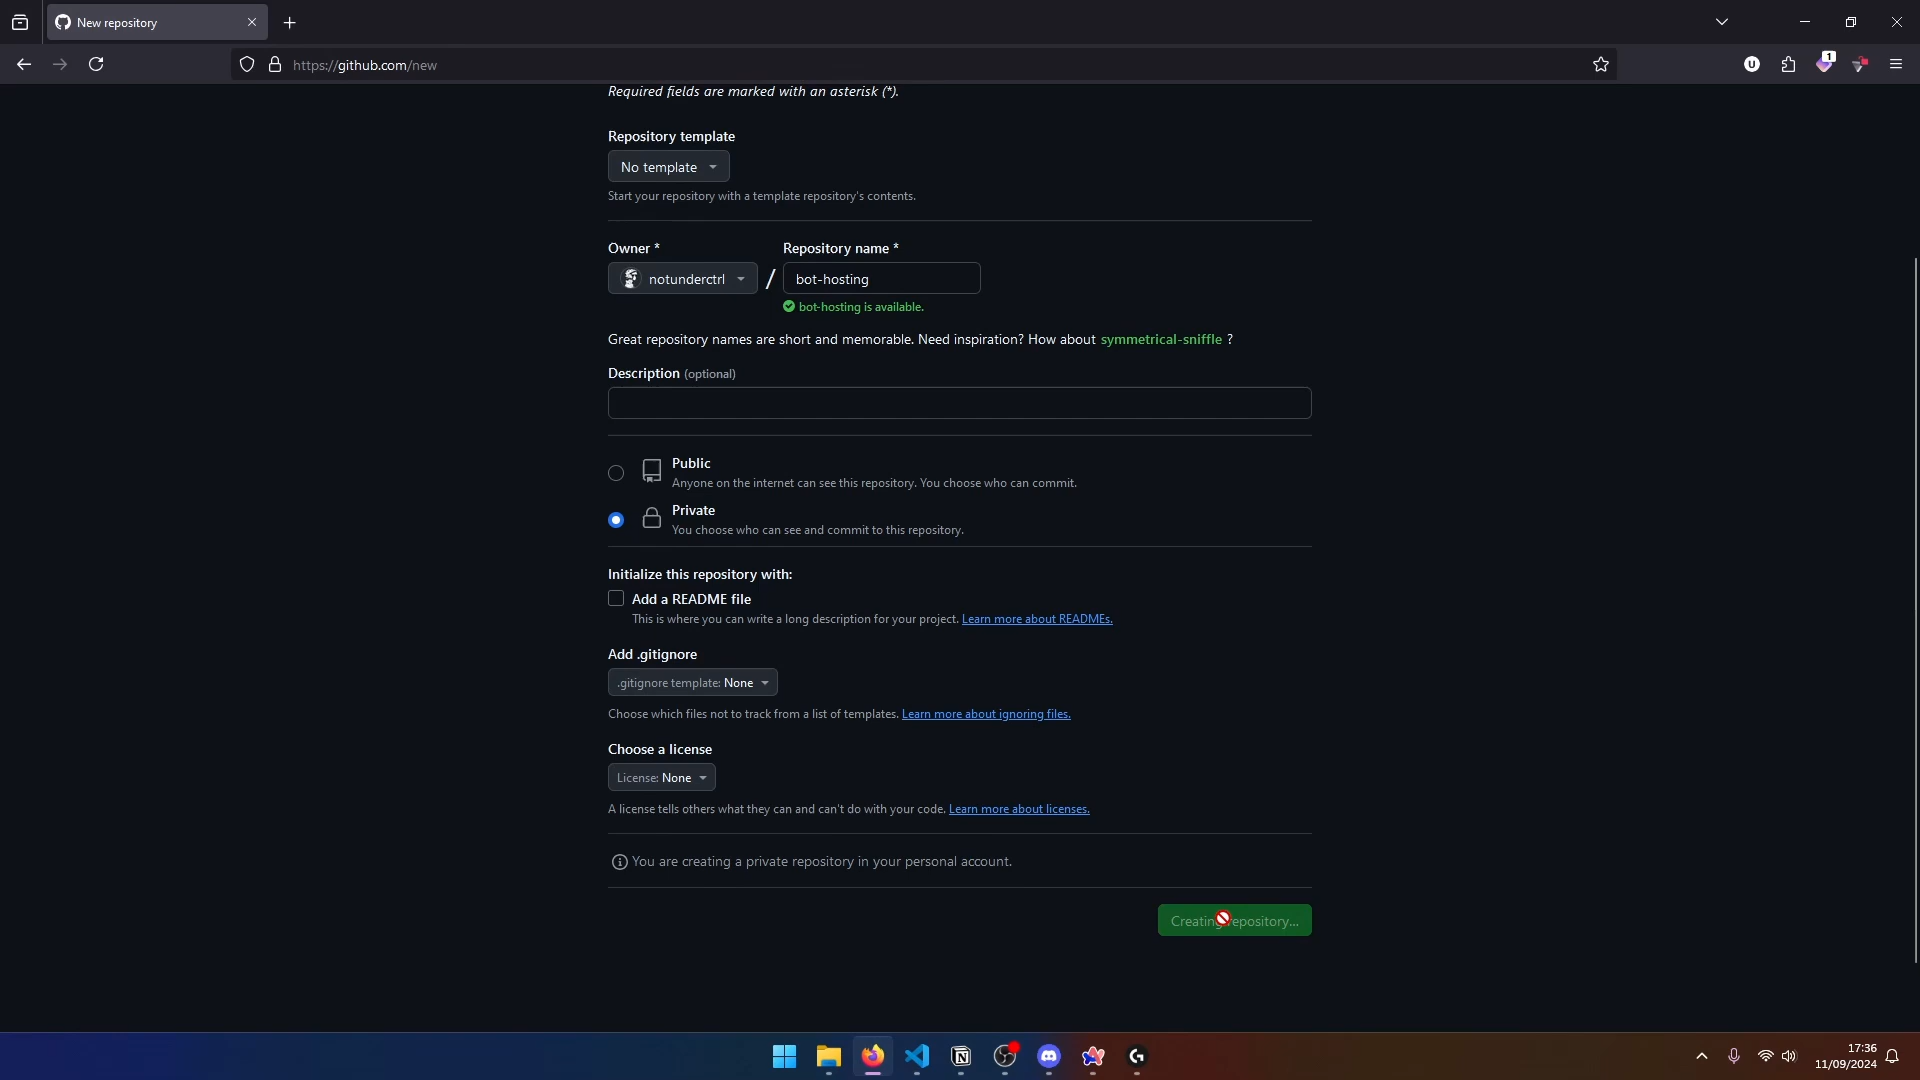 New repository
https://github.com/new
1
Required fields are marked with an asterisk (*).
Repository template
No template
Start your repository with a template repository's contents.
Owner *
Repository name *
notunderctrl
/
bot-hosting
bot-hosting is available.
Great repository names are short and memorable. Need inspiration? How about symmetrical-sniffle ?
Description (optional)
Public
Anyone on the internet can see this repository. You choose who can commit.
Private
You choose who can see and commit to this repository.
Initialize this repository with:
Add a README file
This is where you can write a long description for your project. Learn more about READMEs.
Add .gitignore
.gitignore template: None
Choose which files not to track from a list of templates. Learn more about ignoring files.
Choose a license
License: None
A license tells others what they can and can't do with your code. Learn more about licenses.
You are creating a private repository in your personal account.
Creating repository...
17:36
11/09/2024